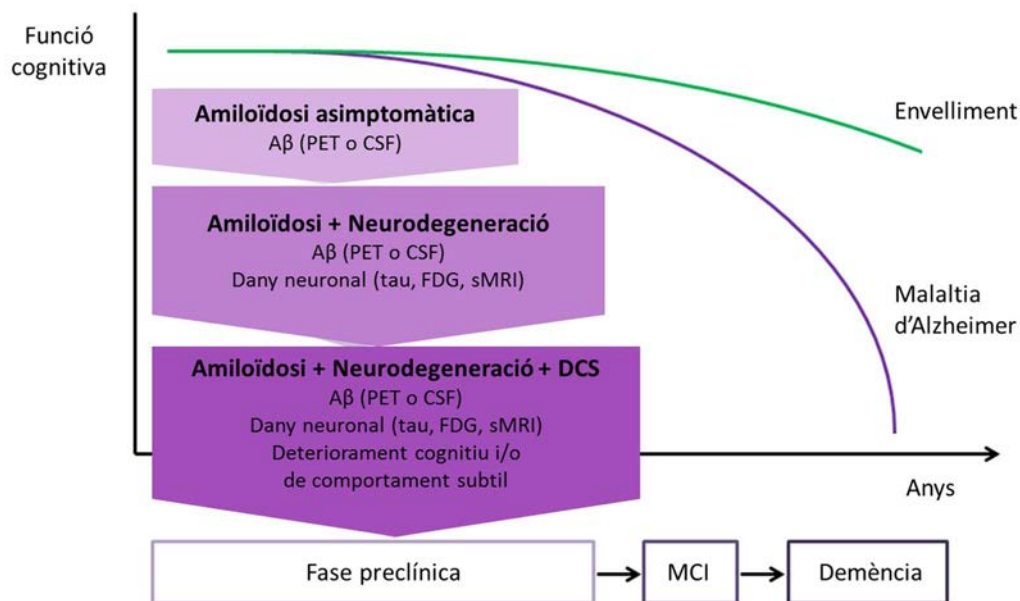 Funció
cognitiva
Amiloïdosi asimptomàtica
Aβ (PET o CSF)
Envelliment
Amiloïdosi + Neurodegeneració
Aβ (PET o CSF)
Dany neuronal (tau, FDG, sMRI)
Malaltia
d’Alzheimer
Amiloïdosi + Neurodegeneració + DCS
Aβ (PET o CSF)
Dany neuronal (tau, FDG, sMRI)
Deteriorament cognitiu i/o
de comportament subtil
Anys
Fase preclínica
MCI
Demència